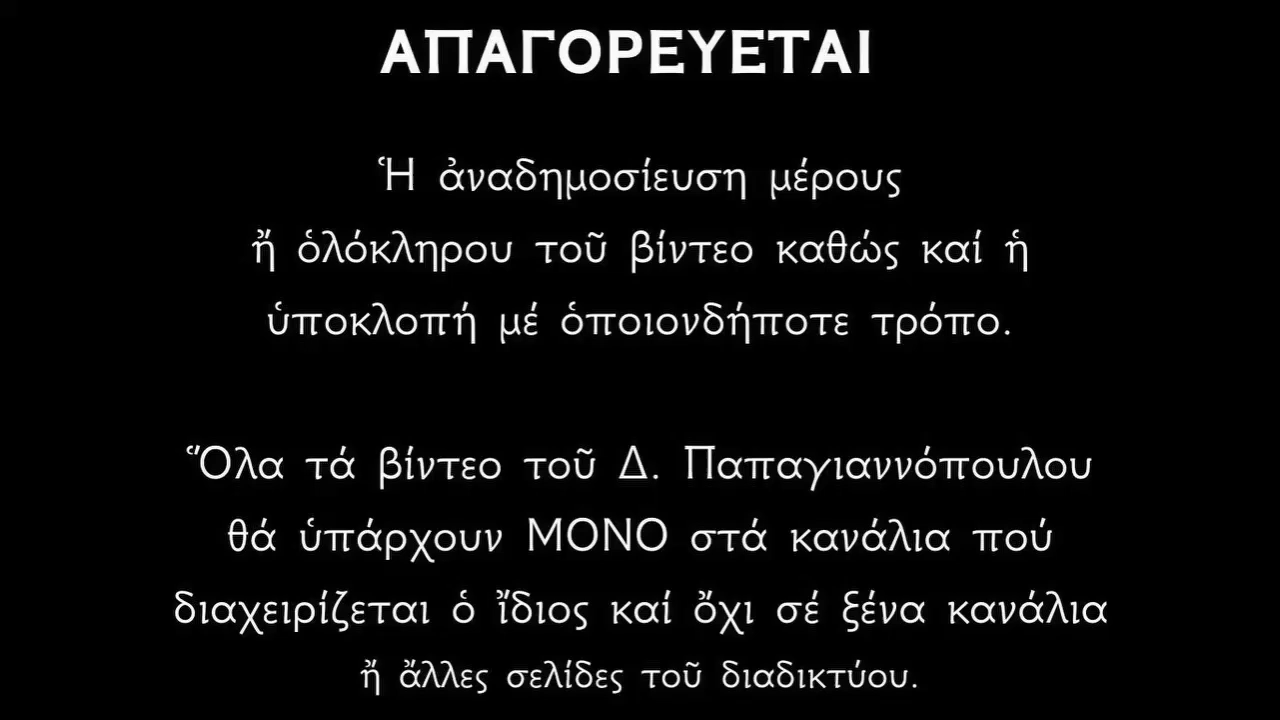 ΑΠΑΓΟΡΕΥΕΤΑΙ
Ἡ ἀναδημοσίευση μέρους
ἤ ὁλόκληρου τοῦ βίντεο καθώς καί ἡ
ὑποκλοπή μέ ὁποιονδήποτε τρόπο.
Ὅλα τά βίντεο τοῦ Δ. Παπαγιαννόπουλου
θά ὑπάρχουν ΜΟΝΟ στά κανάλια πού
διαχειρίζεται ὁ ἴδιος καί ὄχι σέ ξένα κανάλια
ἤ ἄλλες σελίδες τοῦ διαδικτύου.